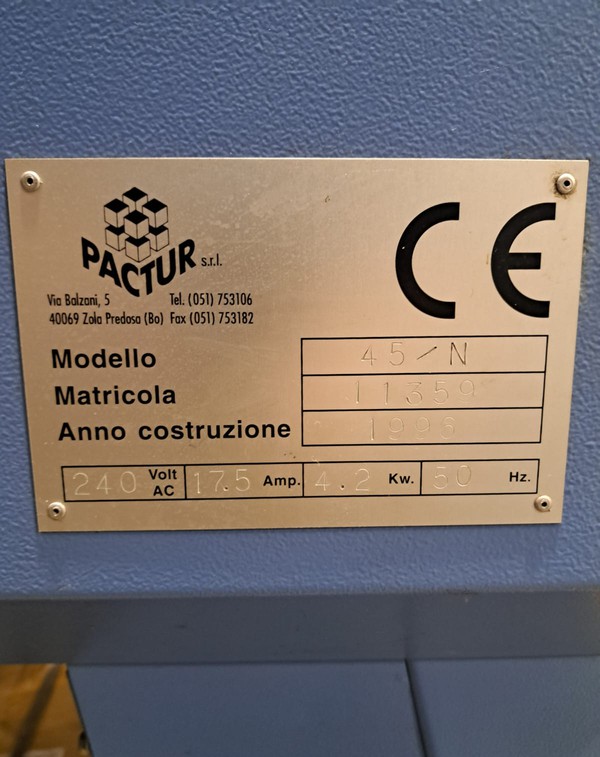 PACTUR s.r.l.
Via Balzani, 5 Tel. (051) 753106
40069 Zola Predosa (Bo) Fax (051) 753182
CE
Modello 45/N
Matricola 11359
Anno costruzione 1996
240 Volt AC 17.5 Amp. 4.2 Kw. 50 Hz.